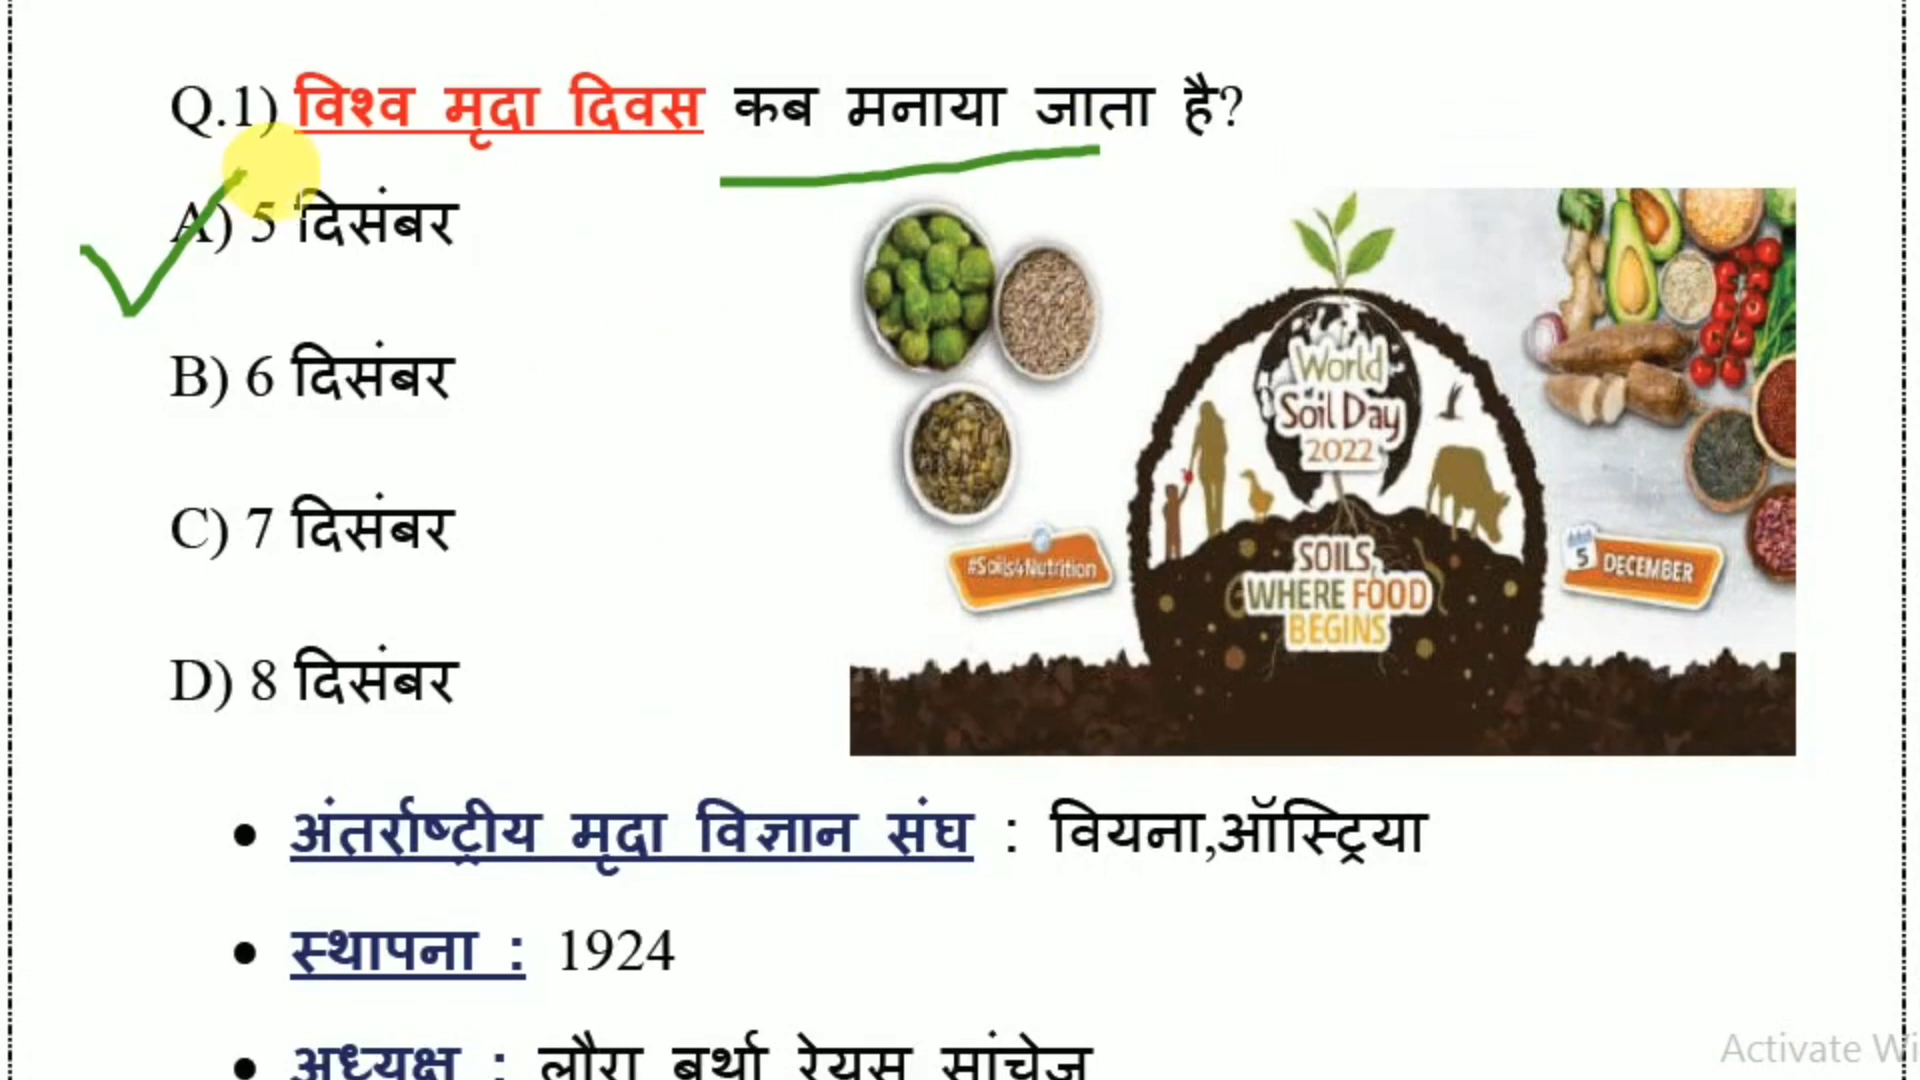 Q.1) विश्व मृदा दिवस कब मनाया जाता है?
A) 5 दिसंबर
B) 6 दिसंबर
C) 7 दिसंबर
D) 8 दिसंबर
World
Soil Day
2022
#Soils4Nutrition
SOILS,
WHERE FOOD
BEGINS
5 DECEMBER
• अंतर्राष्ट्रीय मृदा विज्ञान संघ : वियना,ऑस्ट्रिया
• स्थापना : 1924
• अध्यक्ष : लौरा बर्था रेयस सांचेज
Activate Wi